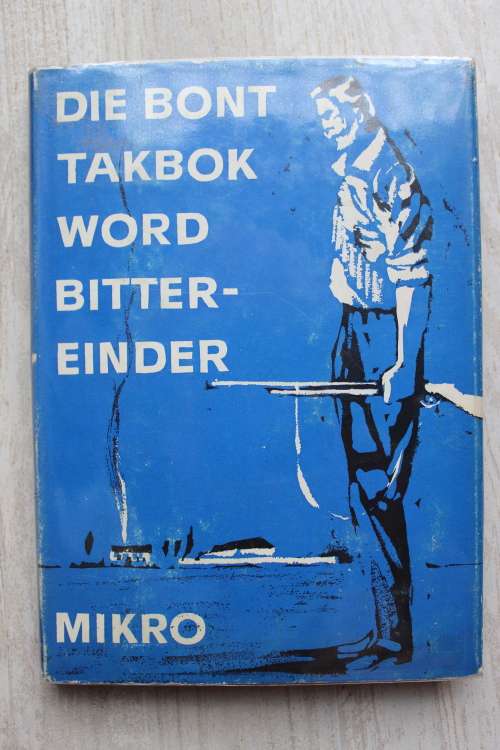 DIE BONT
TAKBOK
WORD
BITTER-
EINDER
MIKRO